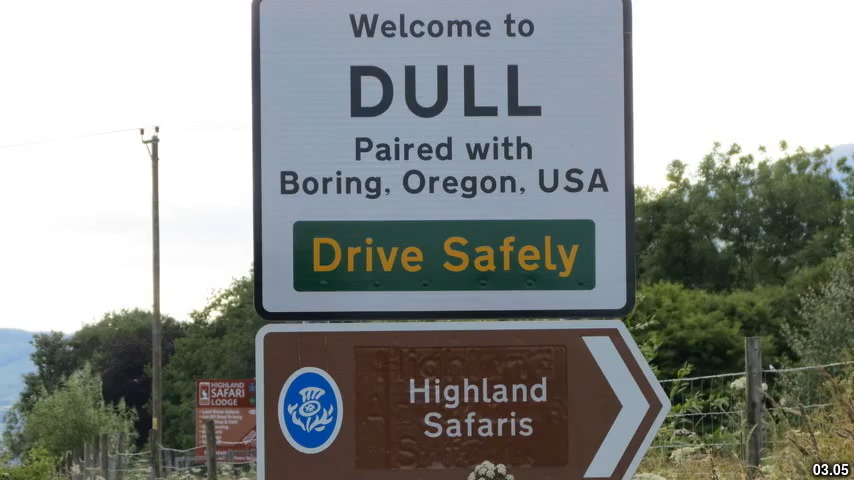 Welcome to
DULL
Paired with
Boring, Oregon, USA
Drive Safely
Highland
Safaris
HIGHLAND
SAFARI
LODGE
03.05